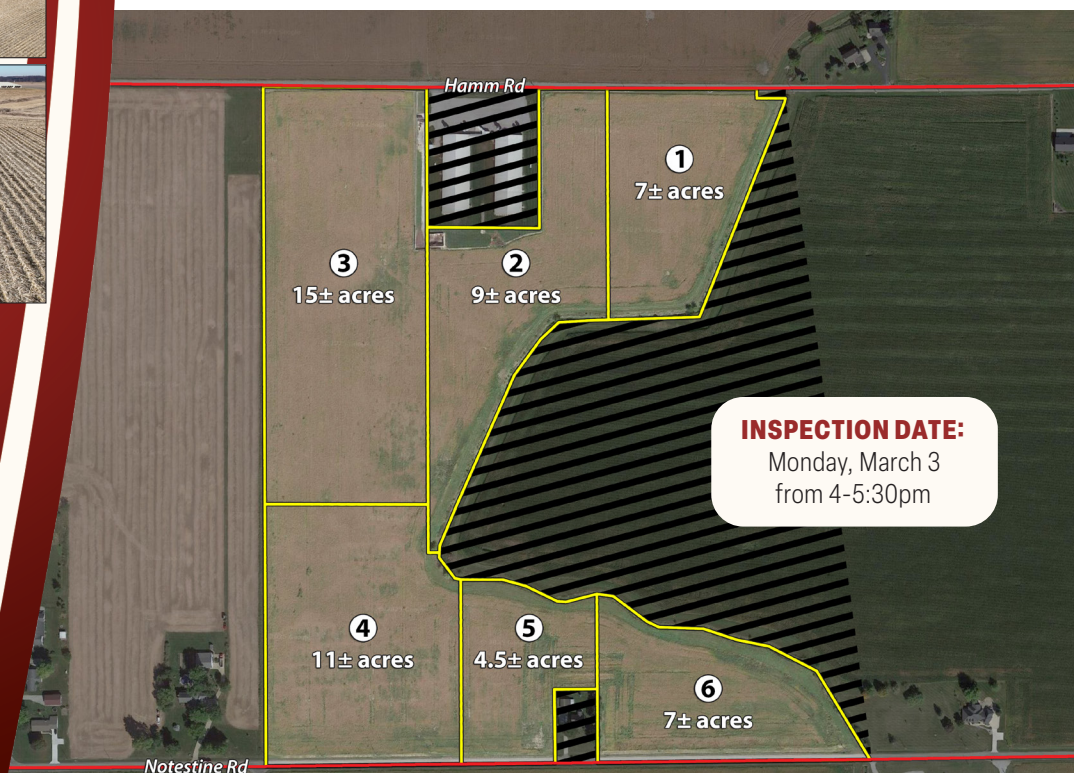 Hamm Rd
1
7± acres
3
15± acres
2
9± acres
INSPECTION DATE:
Monday, March 3
from 4-5:30pm
4
11± acres
5
4.5± acres
6
7± acres
Notestine Rd